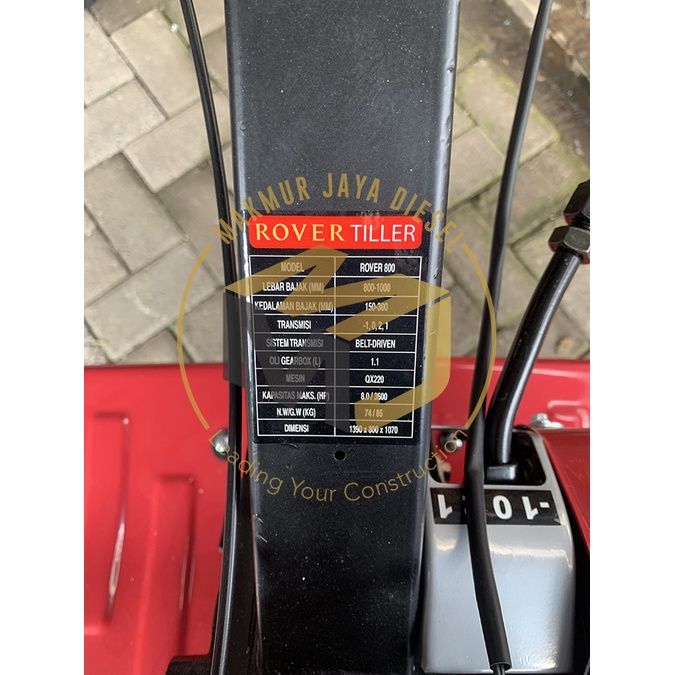 MAKMUR JAYA DIESEL
ROVER TILLER
MODEL ROVER 800
LEBAR BAJAK (MM) 800-1000
KEDALAMAN BAJAK (MM) 150-300
TRANSMISI -1, 0, 2, 1
SISTEM TRANSMISI BELT-DRIVEN
OLI GEARBOX (L) 1.1
MESIN QX220
KAPASITAS MAKS. (HP) 8.0 / 3600
N.W/G.W (KG) 74 / 85
DIMENSI 1390 x 800 x 1070
Leading Your Construction
-1 0 1